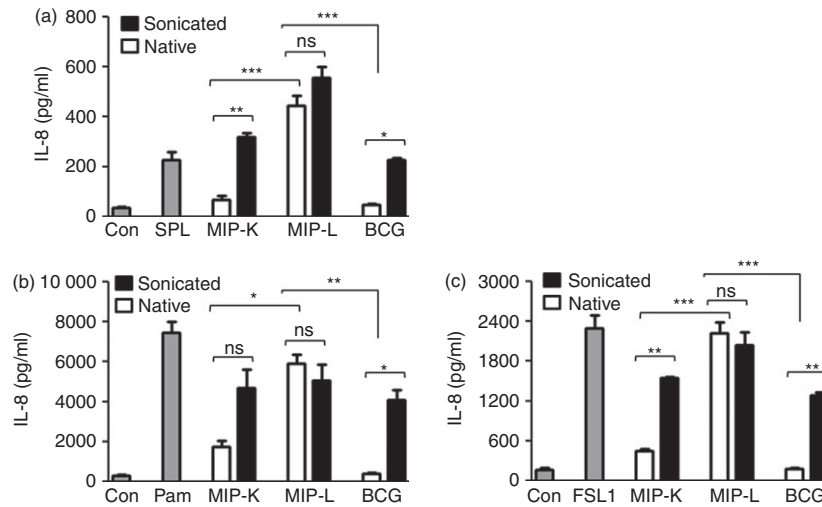 (a)
800
600
400
200
0
IL-8 (pg/ml)
Sonicated
Native
***
***
ns
**
*
Con SPL MIP-K MIP-L BCG
(b)
10 000
8000
6000
4000
2000
0
IL-8 (pg/ml)
Sonicated
Native
**
*
ns
ns
*
Con Pam MIP-K MIP-L BCG
(c)
3000
2400
1800
1200
600
0
IL-8 (pg/ml)
Sonicated
Native
***
***
ns
**
**
Con FSL1 MIP-K MIP-L BCG